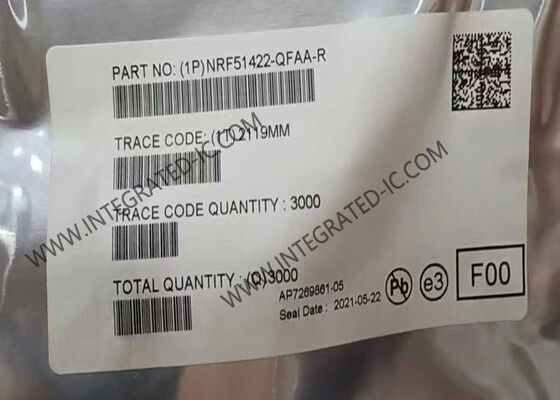 PART NO: (1P)NRF51422-QFAA-R
TRACE CODE: (1T)2119MM
TRACE CODE QUANTITY : 3000
TOTAL QUANTITY : (Q)3000
AP7269861-05
Seal Date : 2021-05-22
Pb
e3
F00
WWW.INTEGRATED-IC.COM
WWW.INTEGRATED-IC.COM